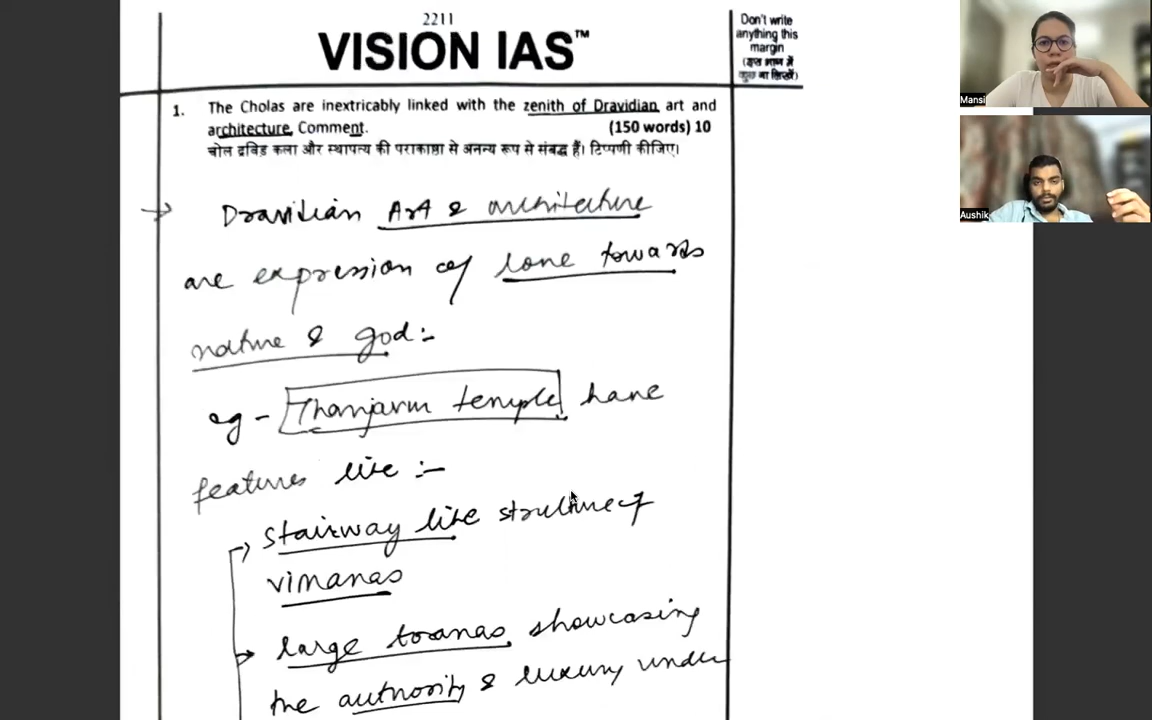 2211
VISION IAS™
Don't write
anything this
margin
(इस भाग में
कुछ ना लिखें)
1. The Cholas are inextricably linked with the zenith of Dravidian art and
architecture. Comment. (150 words) 10
चोल द्रविड़ कला और स्थापत्य की पराकाष्ठा से अनन्य रूप से संबद्ध हैं। टिप्पणी कीजिए।
Dravidian Art & architecture
are expression of love towards
nature & god:-
eg - temple have
features like :-
→ stairway like structure of
vimanas
→ large toranas showcasing
the authority & luxury under
Mansi
Aushik